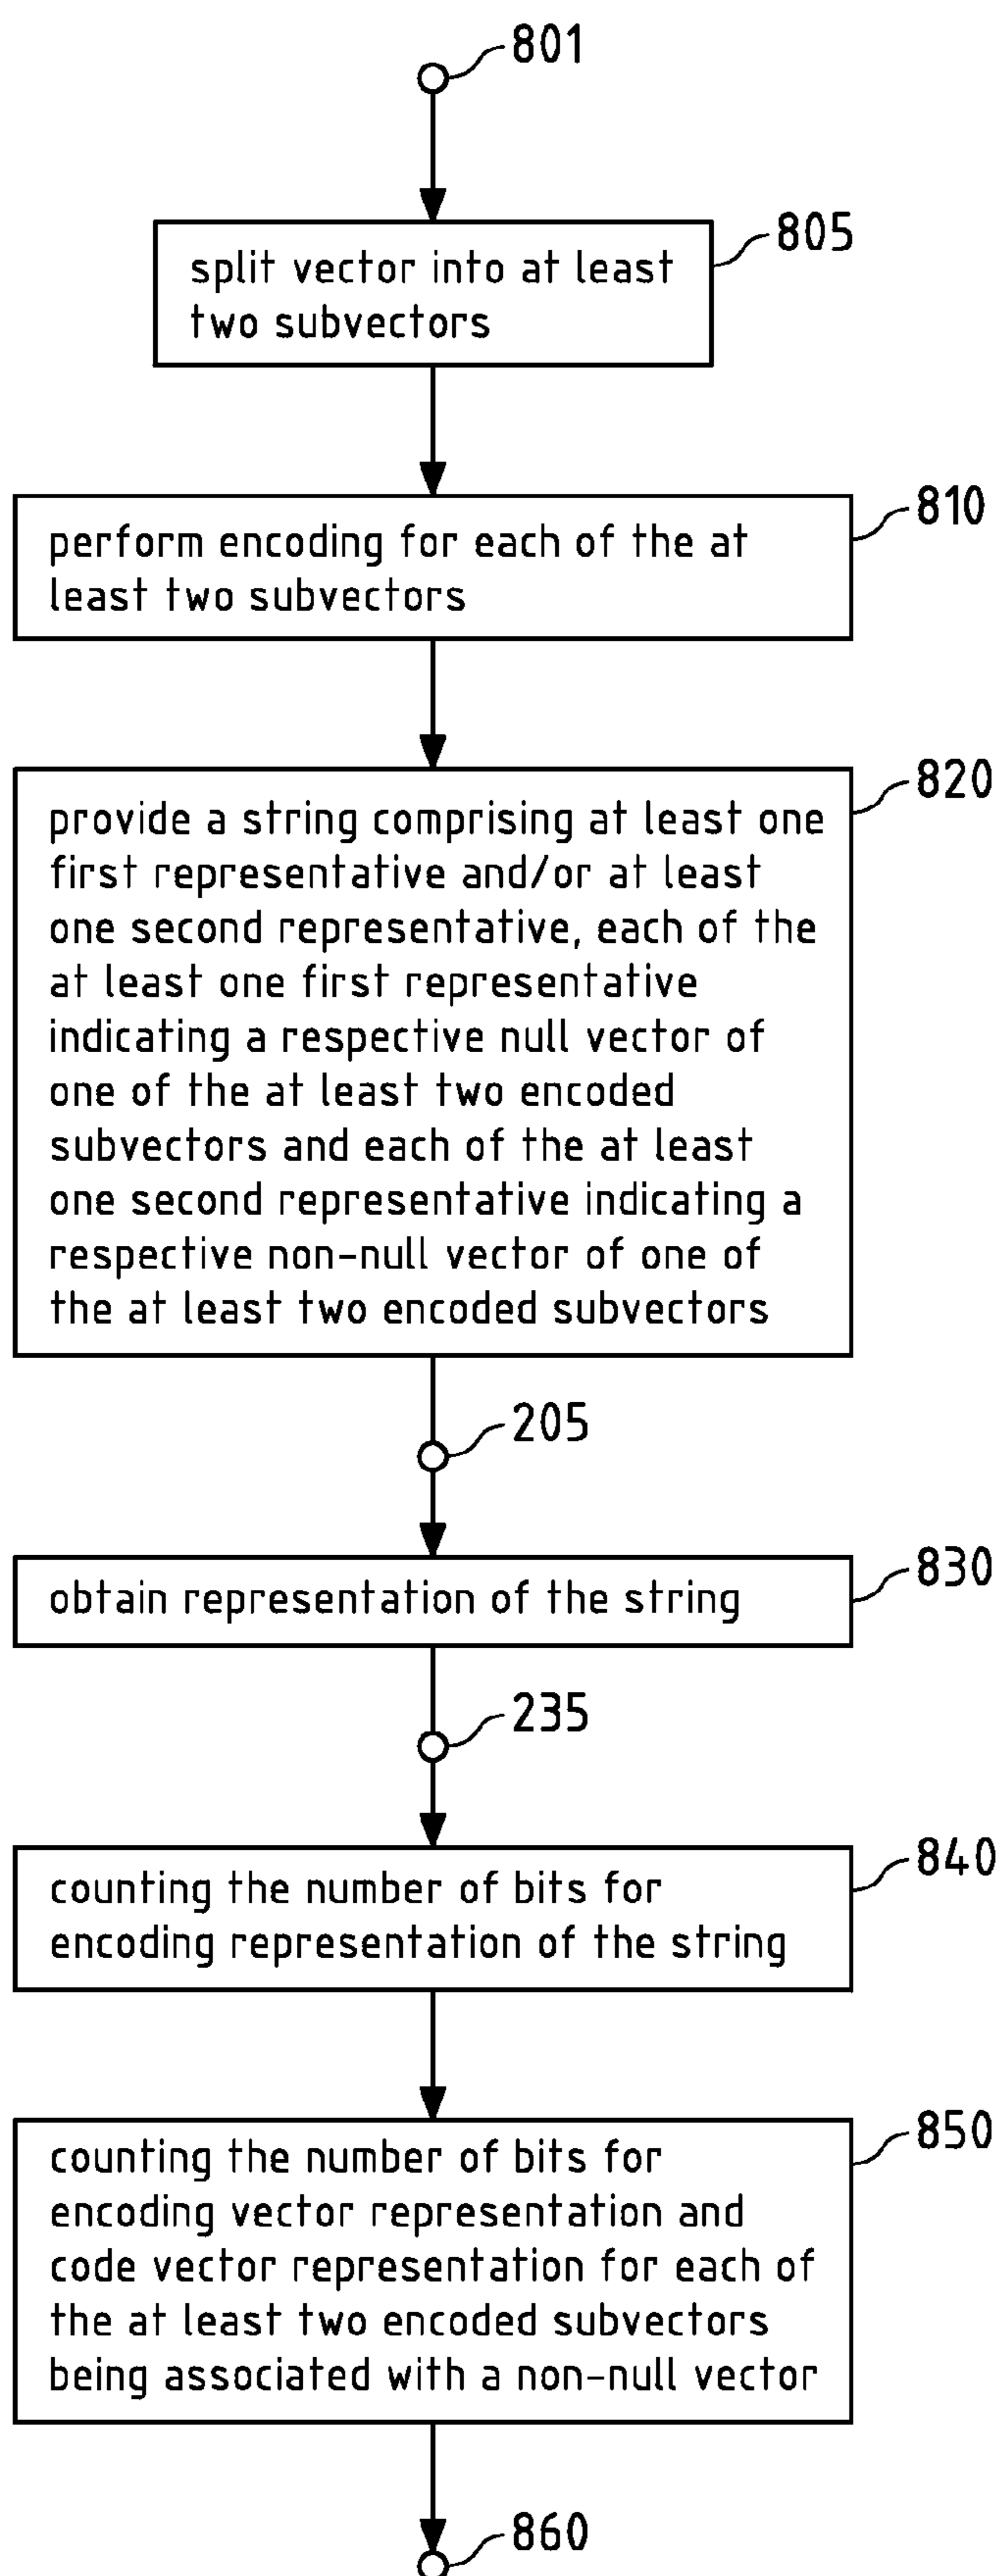 801
805
split vector into at least
two subvectors
810
perform encoding for each of the at
least two subvectors
820
provide a string comprising at least one
first representative and/or at least
one second representative, each of the
at least one first representative
indicating a respective null vector of
one of the at least two encoded
subvectors and each of the at least
one second representative indicating a
respective non-null vector of one of
the at least two encoded subvectors
205
830
obtain representation of the string
235
840
counting the number of bits for
encoding representation of the string
850
counting the number of bits for
encoding vector representation and
code vector representation for each of
the at least two encoded subvectors
being associated with a non-null vector
860